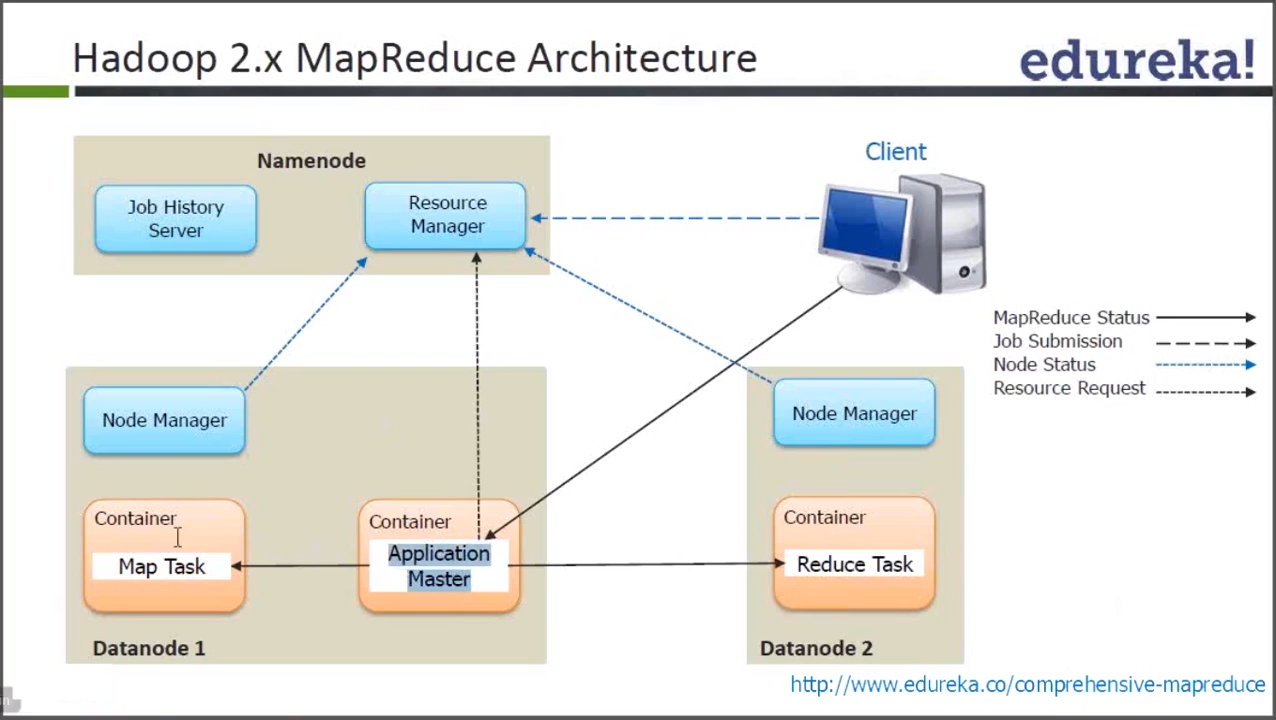 Hadoop 2.x MapReduce Architecture
edureka!
Namenode
Job History
Server
Resource
Manager
Client
MapReduce Status
Job Submission
Node Status
Resource Request
Node Manager
Container
Map Task
Container
Application
Master
Datanode 1
Node Manager
Container
Reduce Task
Datanode 2
http://www.edureka.co/comprehensive-mapreduce